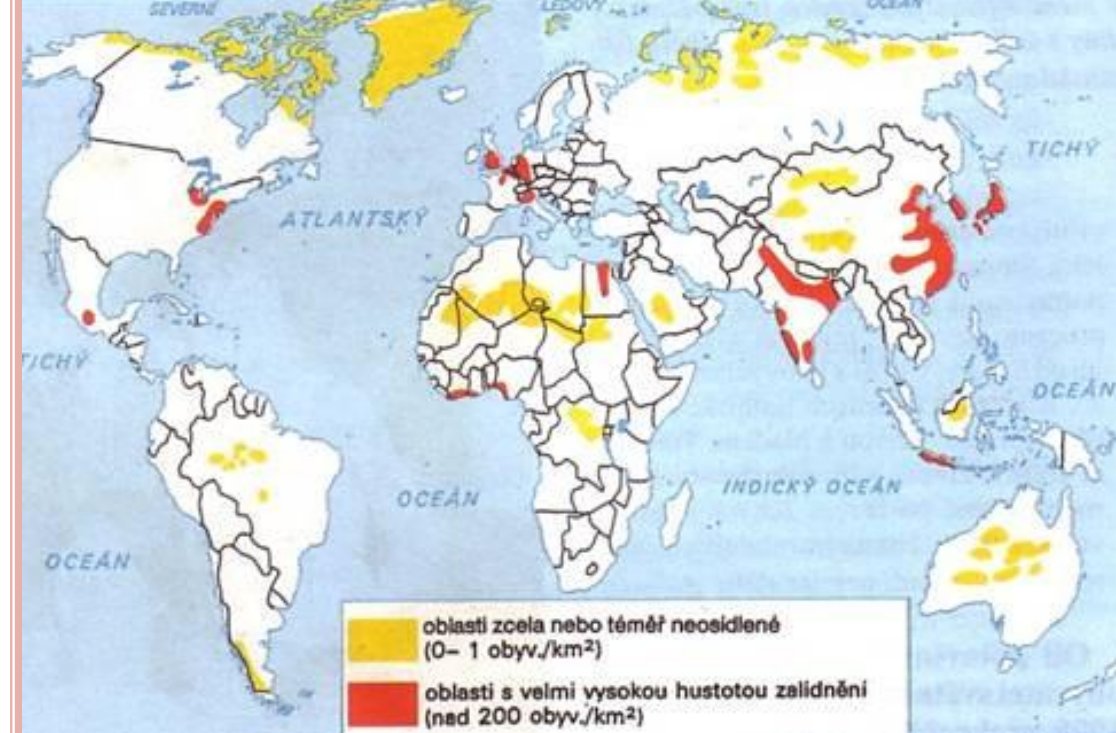 SEVERNÍ
LEDOVÝ
OCEÁN
TICHÝ
ATLANTSKÝ
TICHÝ
OCEÁN
OCEÁN
INDICKÝ OCEÁN
OCEÁN
oblasti zcela nebo téměř neosídlené
(0– 1 obyv./km²)
oblasti s velmi vysokou hustotou zalidnění
(nad 200 obyv./km²)